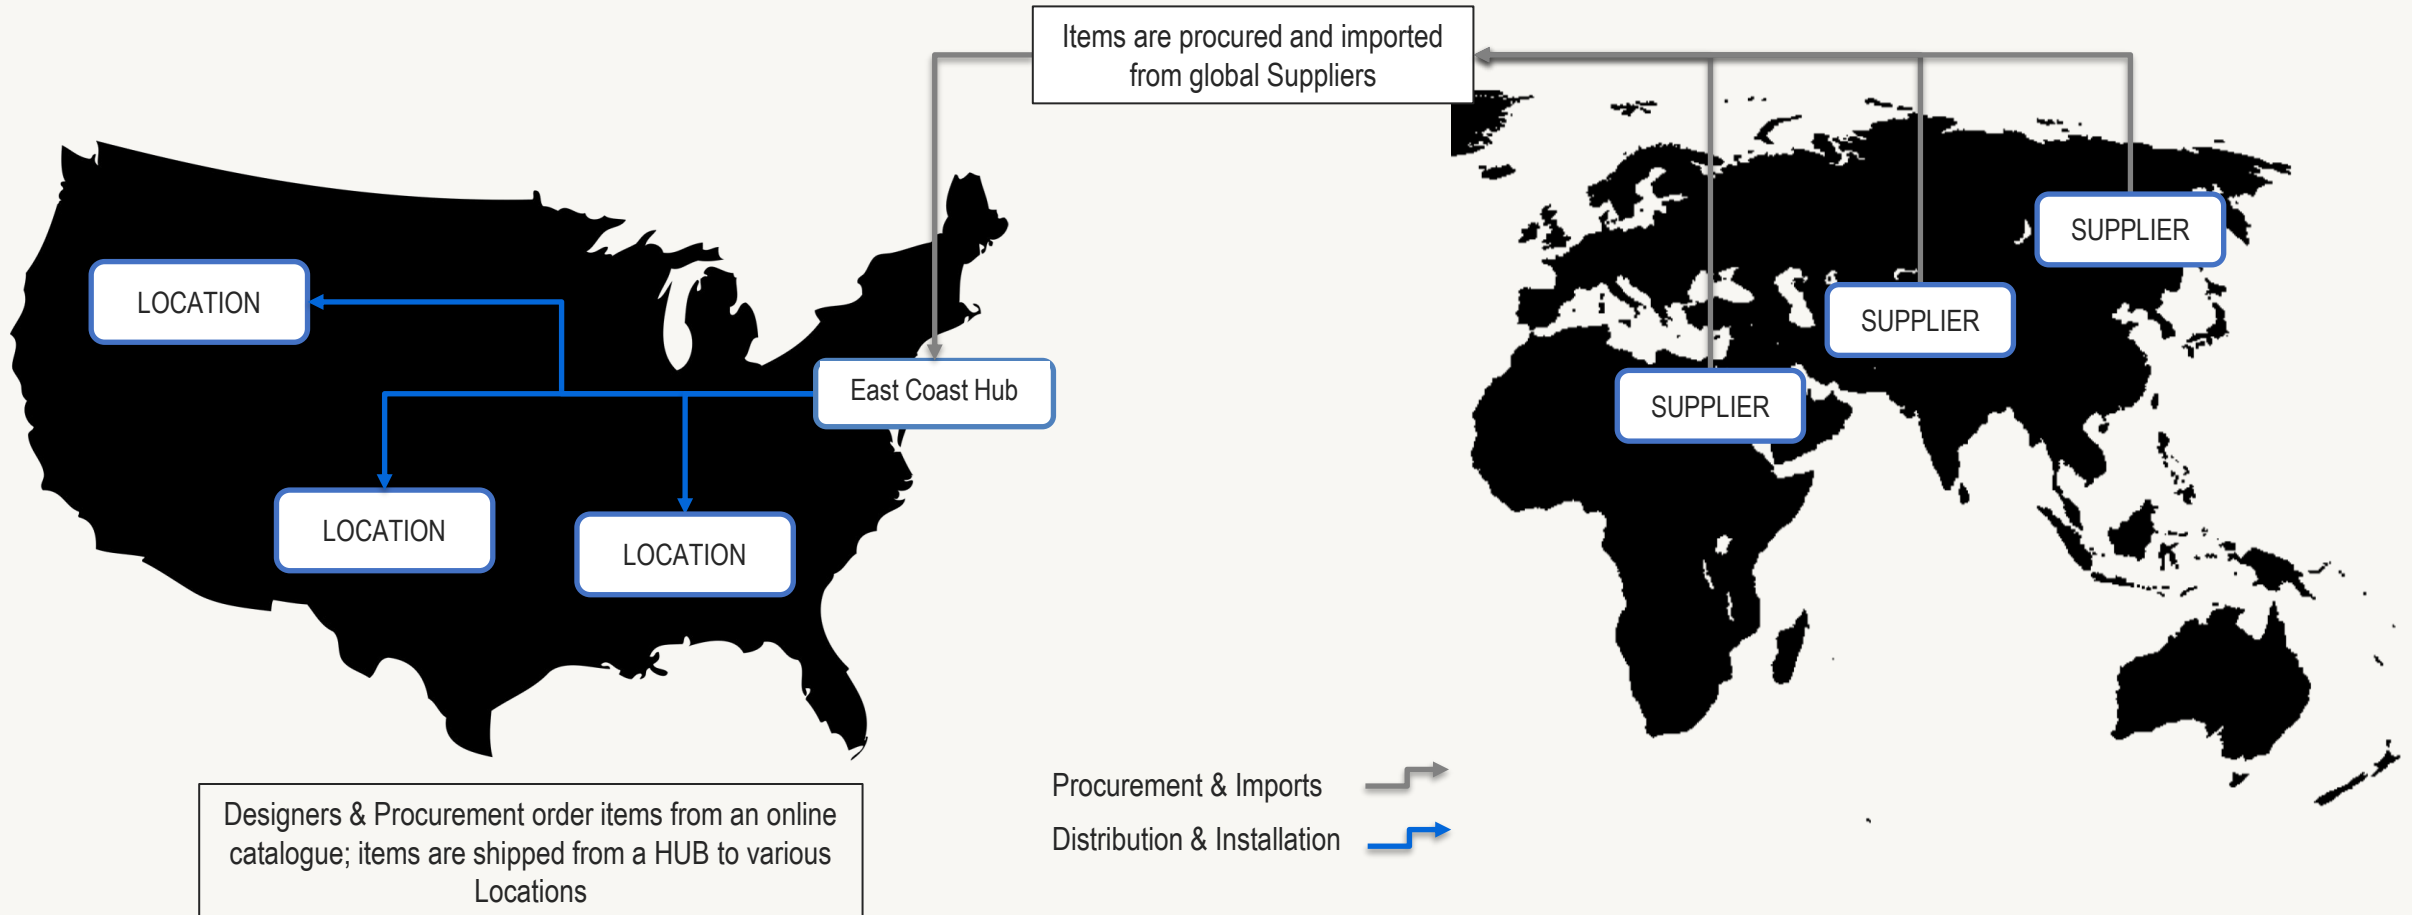 Items are procured and imported
from global Suppliers
SUPPLIER
LOCATION
SUPPLIER
East Coast Hub
SUPPLIER
LOCATION
LOCATION
Procurement & Imports
Distribution & Installation
Designers & Procurement order items from an online
catalogue; items are shipped from a HUB to various
Locations